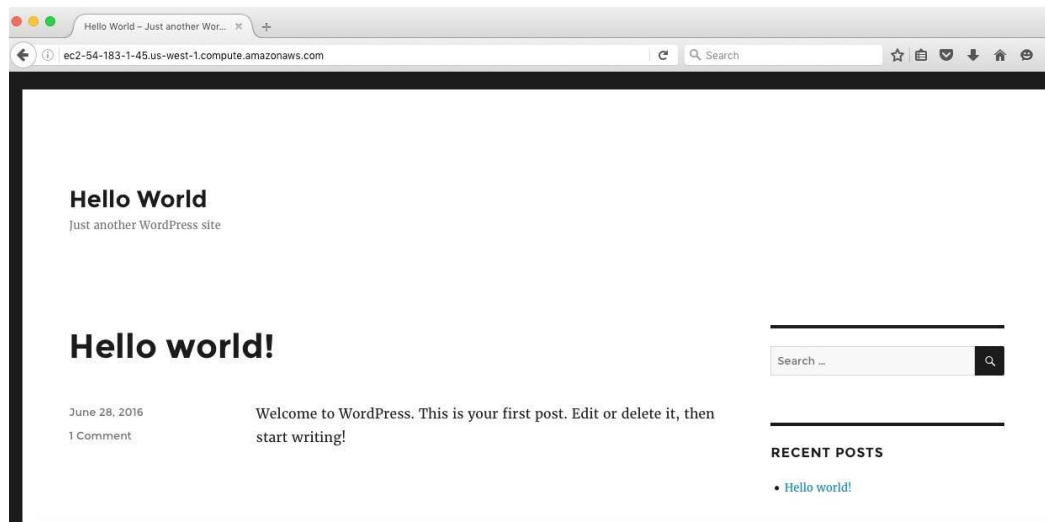 Hello World – Just another Wor...
ec2-54-183-1-45.us-west-1.compute.amazonaws.com
Search
Hello World
Just another WordPress site
Hello world!
Search …
June 28, 2016
Welcome to WordPress. This is your first post. Edit or delete it, then
1 Comment
start writing!
RECENT POSTS
Hello world!